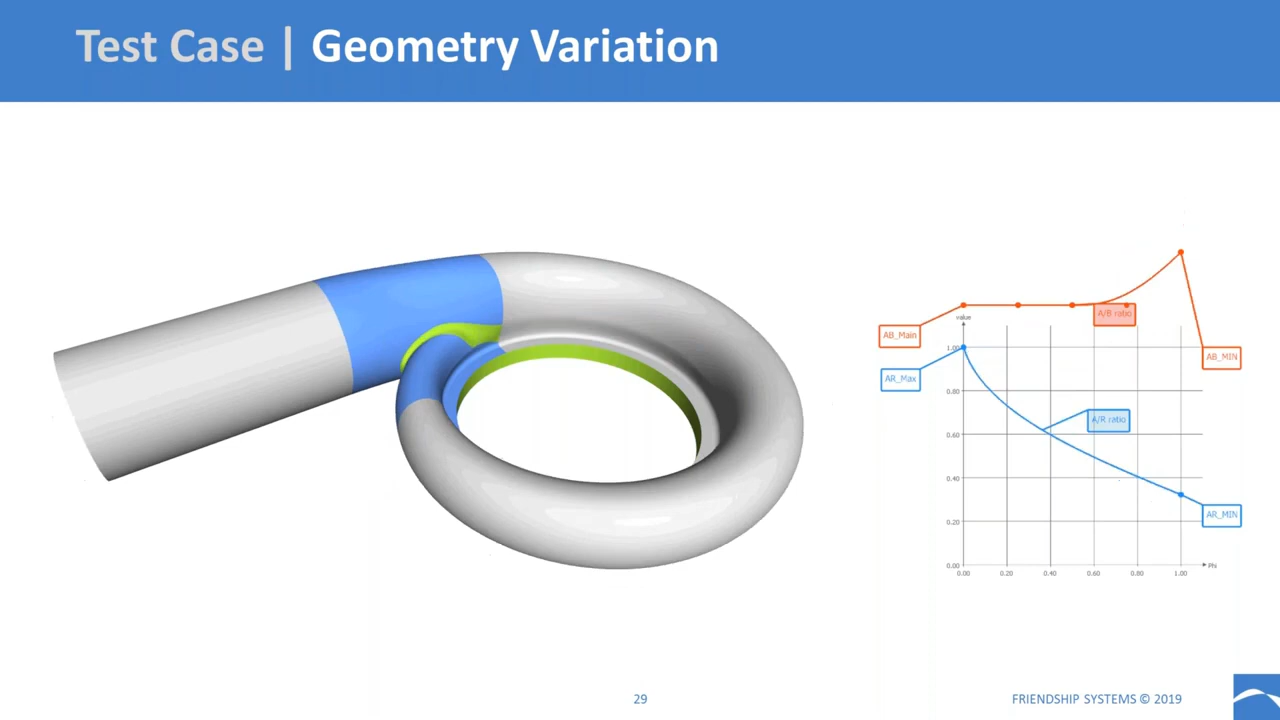 Test Case | Geometry Variation
A/B ratio
value
AB_Main
AB_MIN
1.00
AR_Max
0.80
A/R ratio
0.60
0.40
AR_MIN
0.20
0.00
0.00 0.20 0.40 0.60 0.80 1.00
Phi
29
FRIENDSHIP SYSTEMS © 2019